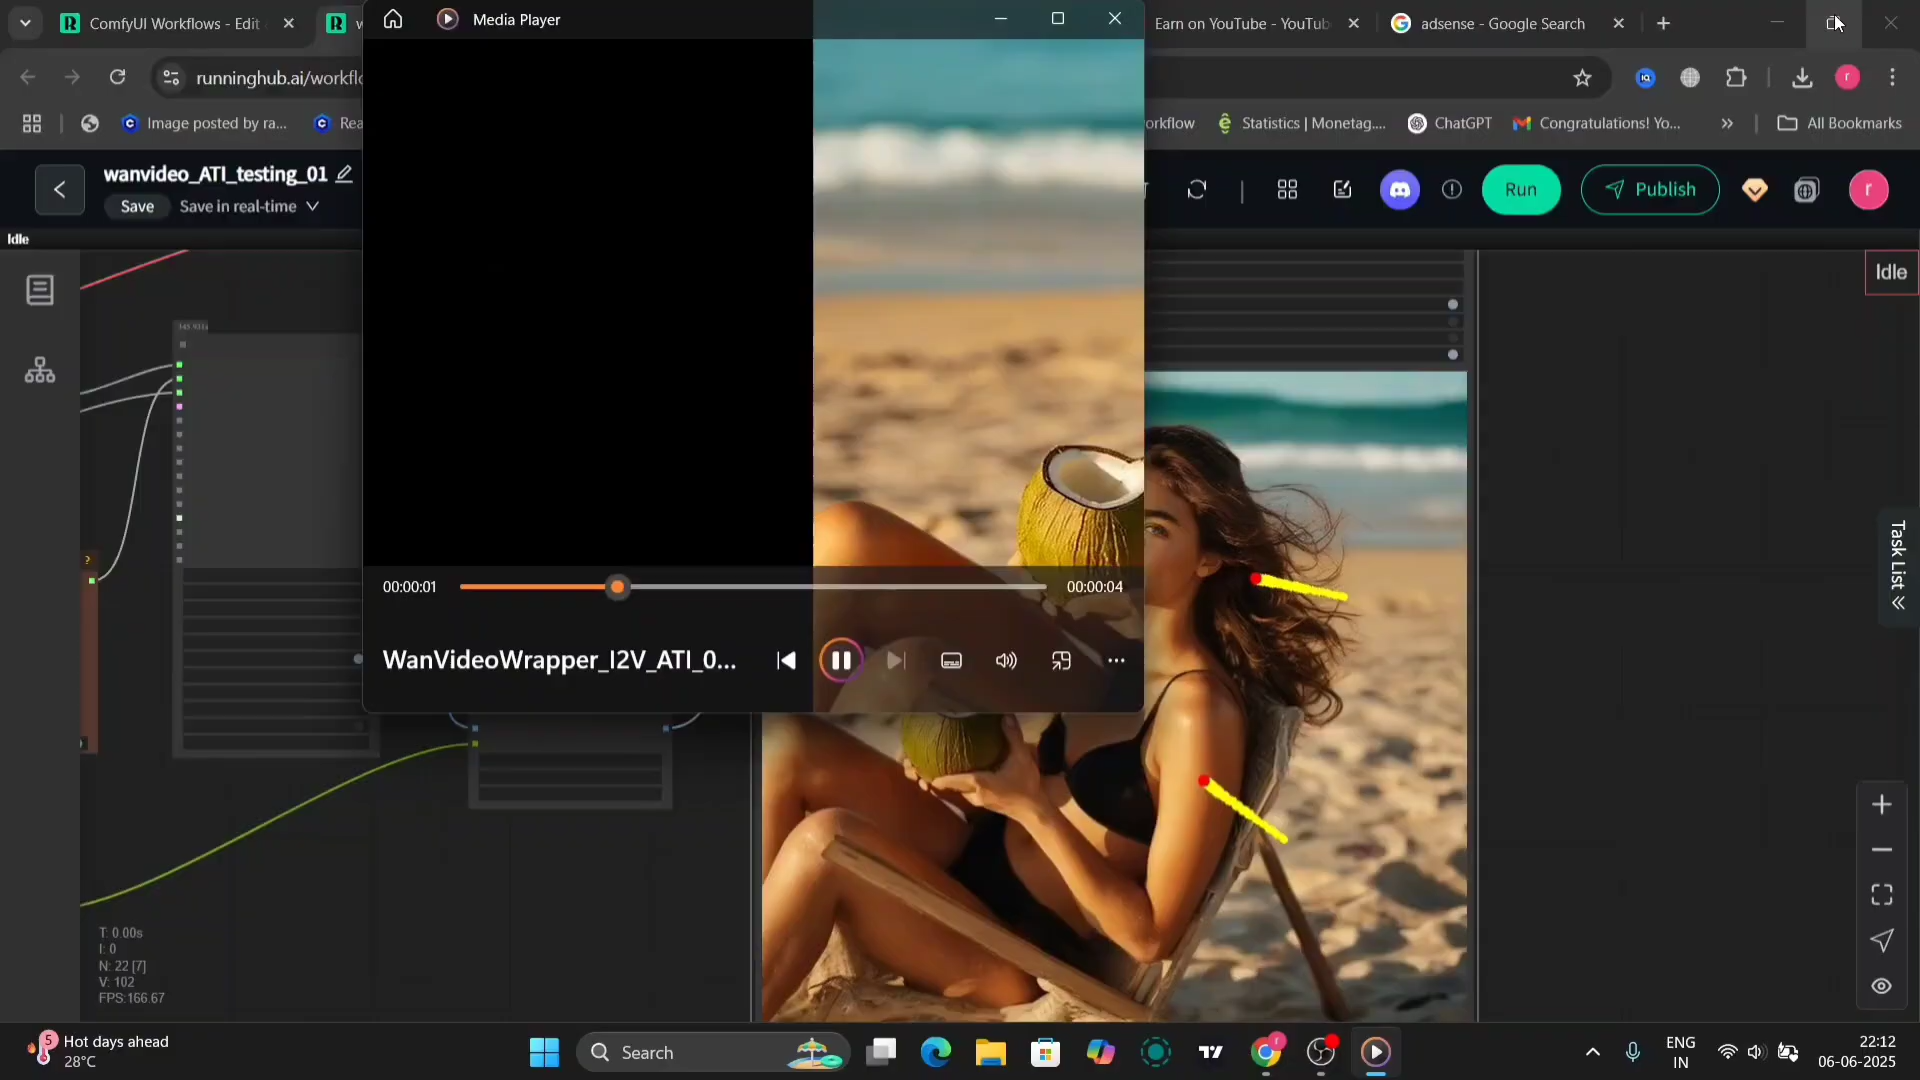 ComfyUI Workflows - Edit
Media Player
Earn on YouTube - YouTub
adsense - Google Search
runninghub.ai/workflo
Image posted by ra...
Rea
orkflow
Statistics | Monetag....
ChatGPT
Congratulations! Yo...
All Bookmarks
wanvideo_ATI_testing_01
Save
Save in real-time
Run
Publish
r
Idle
Idle
00:00:01
00:00:04
WanVideoWrapper_I2V_ATI_0...
Task List
T: 0.00s
I: 0
N: 22 [7]
V: 102
FPS:166.67
5
Hot days ahead
28°C
Search
ENG
IN
22:12
06-06-2025